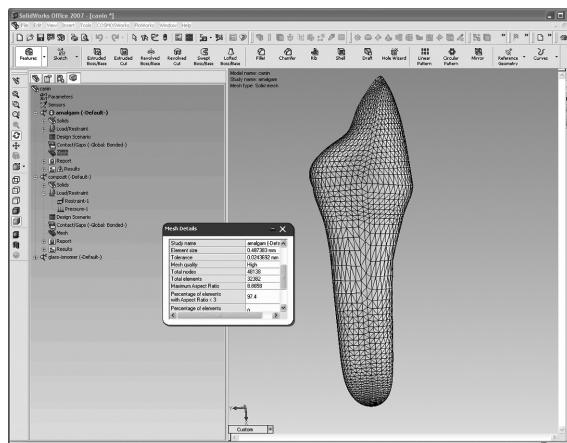 SolidWorks Office 2007 - [canin *]
File Edit View Insert Tools COSMOSWorks PhotoWorks Window Help
Features Sketch Extruded Boss/Base Extruded Cut Revolved Boss/Base Revolved Cut Swept Boss/Base Lofted Boss/Base Fillet Chamfer Rib Shell Draft Hole Wizard Linear Pattern Circular Pattern Mirror Reference Geometry Curves
Model name: canin
Study name: amalgam
Mesh type: Solid mesh
canin
Parameters
Sensors
amalgam (-Default-)
Solids
Load/Restraint
Design Scenario
Contact/Gaps (-Global: Bonded-)
Report
Results
compozit (-Default-)
Solids
Load/Restraint
Restraint-1
Pressure-1
Design Scenario
Contact/Gaps (-Global: Bonded-)
Mesh
Report
Results
glass-ionomer (-Default-)
Mesh Details
Study name amalgam (-Defa
Element size 0.487383 mm
Tolerance 0.0243692 mm
Mesh quality High
Total nodes 48138
Total elements 32382
Maximum Aspect Ratio
Percentage of elements
with Aspect Ratio < 3 97.4
Percentage of elements
Custom